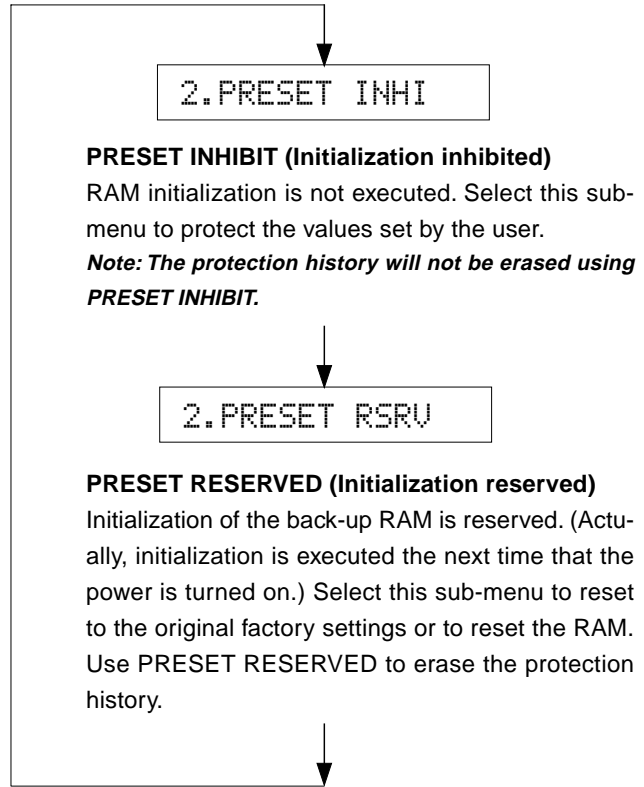 2.PRESET INHI
PRESET INHIBIT (Initialization inhibited)
RAM initialization is not executed. Select this sub-
menu to protect the values set by the user.
Note: The protection history will not be erased using
PRESET INHIBIT.
2.PRESET RSRV
PRESET RESERVED (Initialization reserved)
Initialization of the back-up RAM is reserved. (Actu-
ally, initialization is executed the next time that the
power is turned on.) Select this sub-menu to reset
to the original factory settings or to reset the RAM.
Use PRESET RESERVED to erase the protection
history.